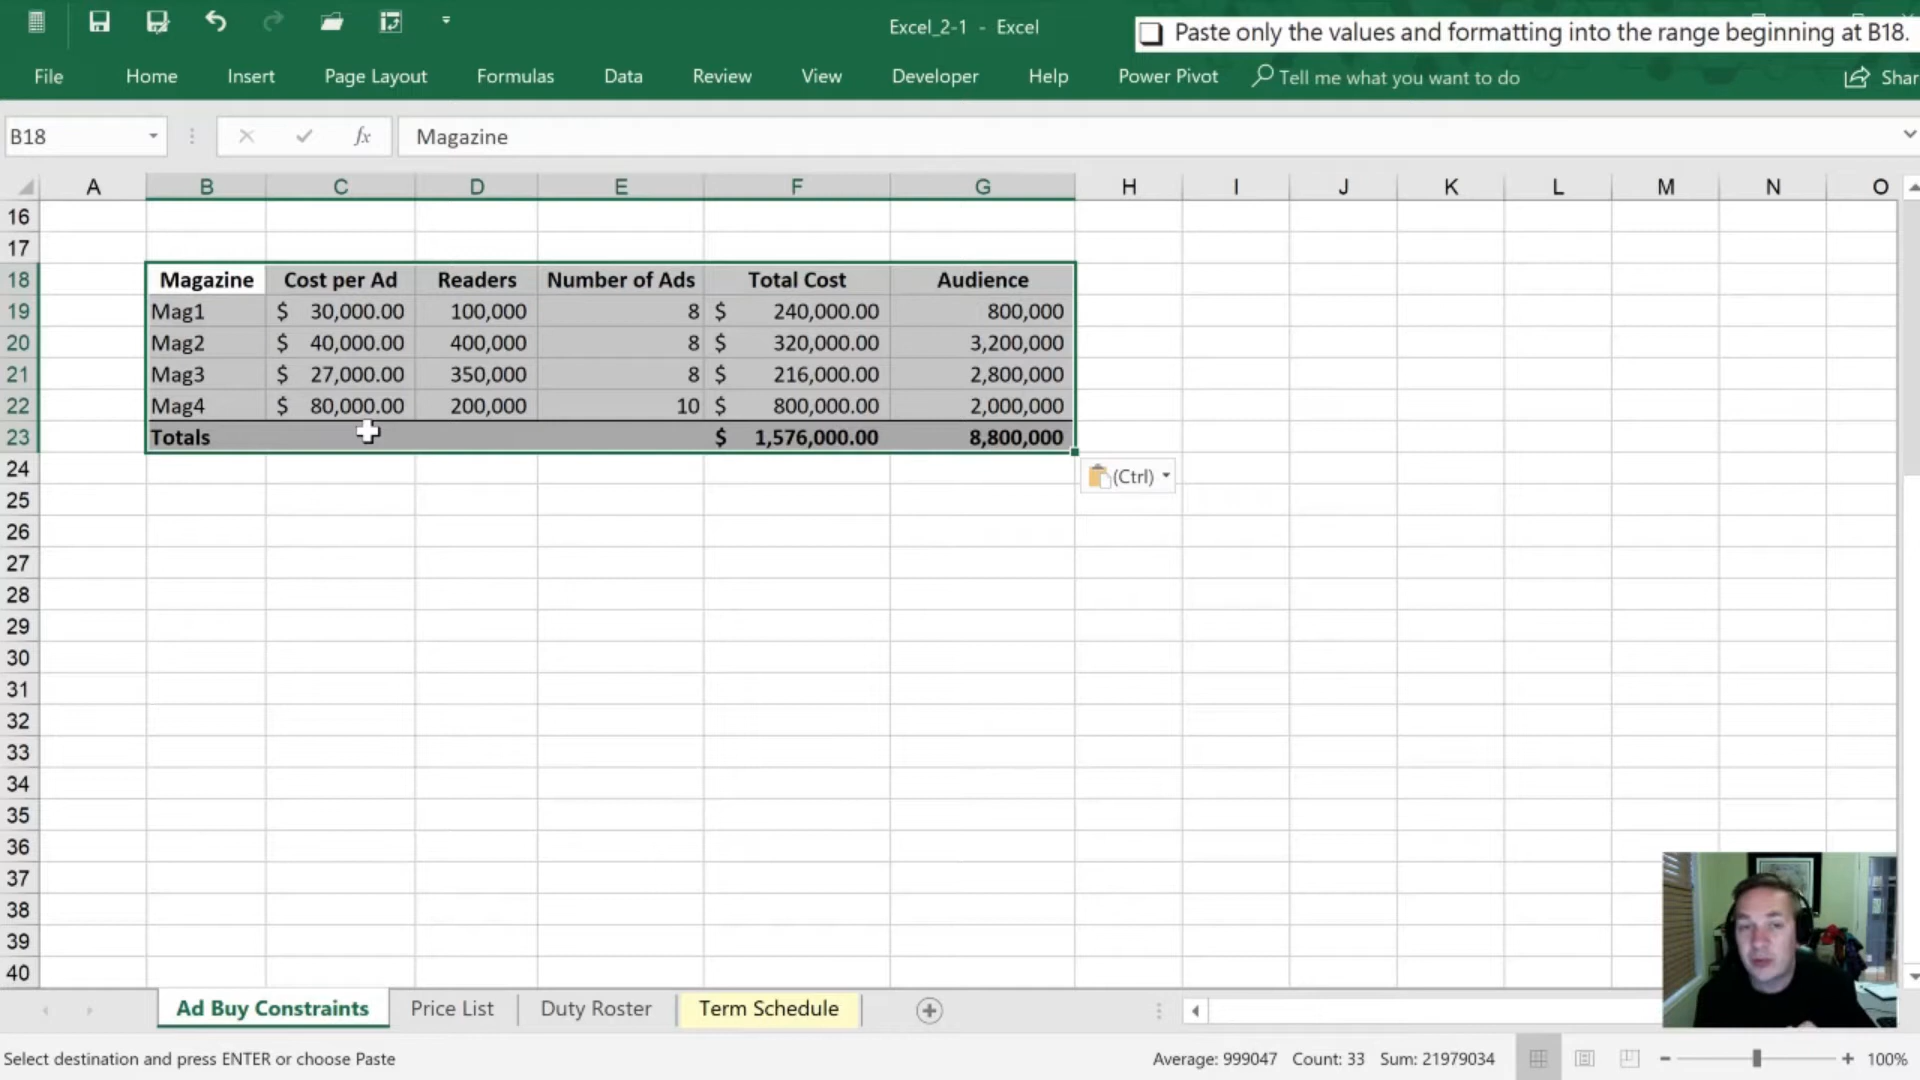 Excel_2-1 - Excel
Paste only the values and formatting into the range beginning at B18.
File Home Insert Page Layout Formulas Data Review View Developer Help Power Pivot Tell me what you want to do Shar
B18 fx Magazine
A B C D E F G H I J K L M N O
16
17
18 Magazine Cost per Ad Readers Number of Ads Total Cost Audience
19 Mag1 $ 30,000.00 100,000 8 $ 240,000.00 800,000
20 Mag2 $ 40,000.00 400,000 8 $ 320,000.00 3,200,000
21 Mag3 $ 27,000.00 350,000 8 $ 216,000.00 2,800,000
22 Mag4 $ 80,000.00 200,000 10 $ 800,000.00 2,000,000
23 Totals $ 1,576,000.00 8,800,000
24 (Ctrl)
25
26
27
28
29
30
31
32
33
34
35
36
37
38
39
40
Ad Buy Constraints Price List Duty Roster Term Schedule
Select destination and press ENTER or choose Paste Average: 999047 Count: 33 Sum: 21979034 100%